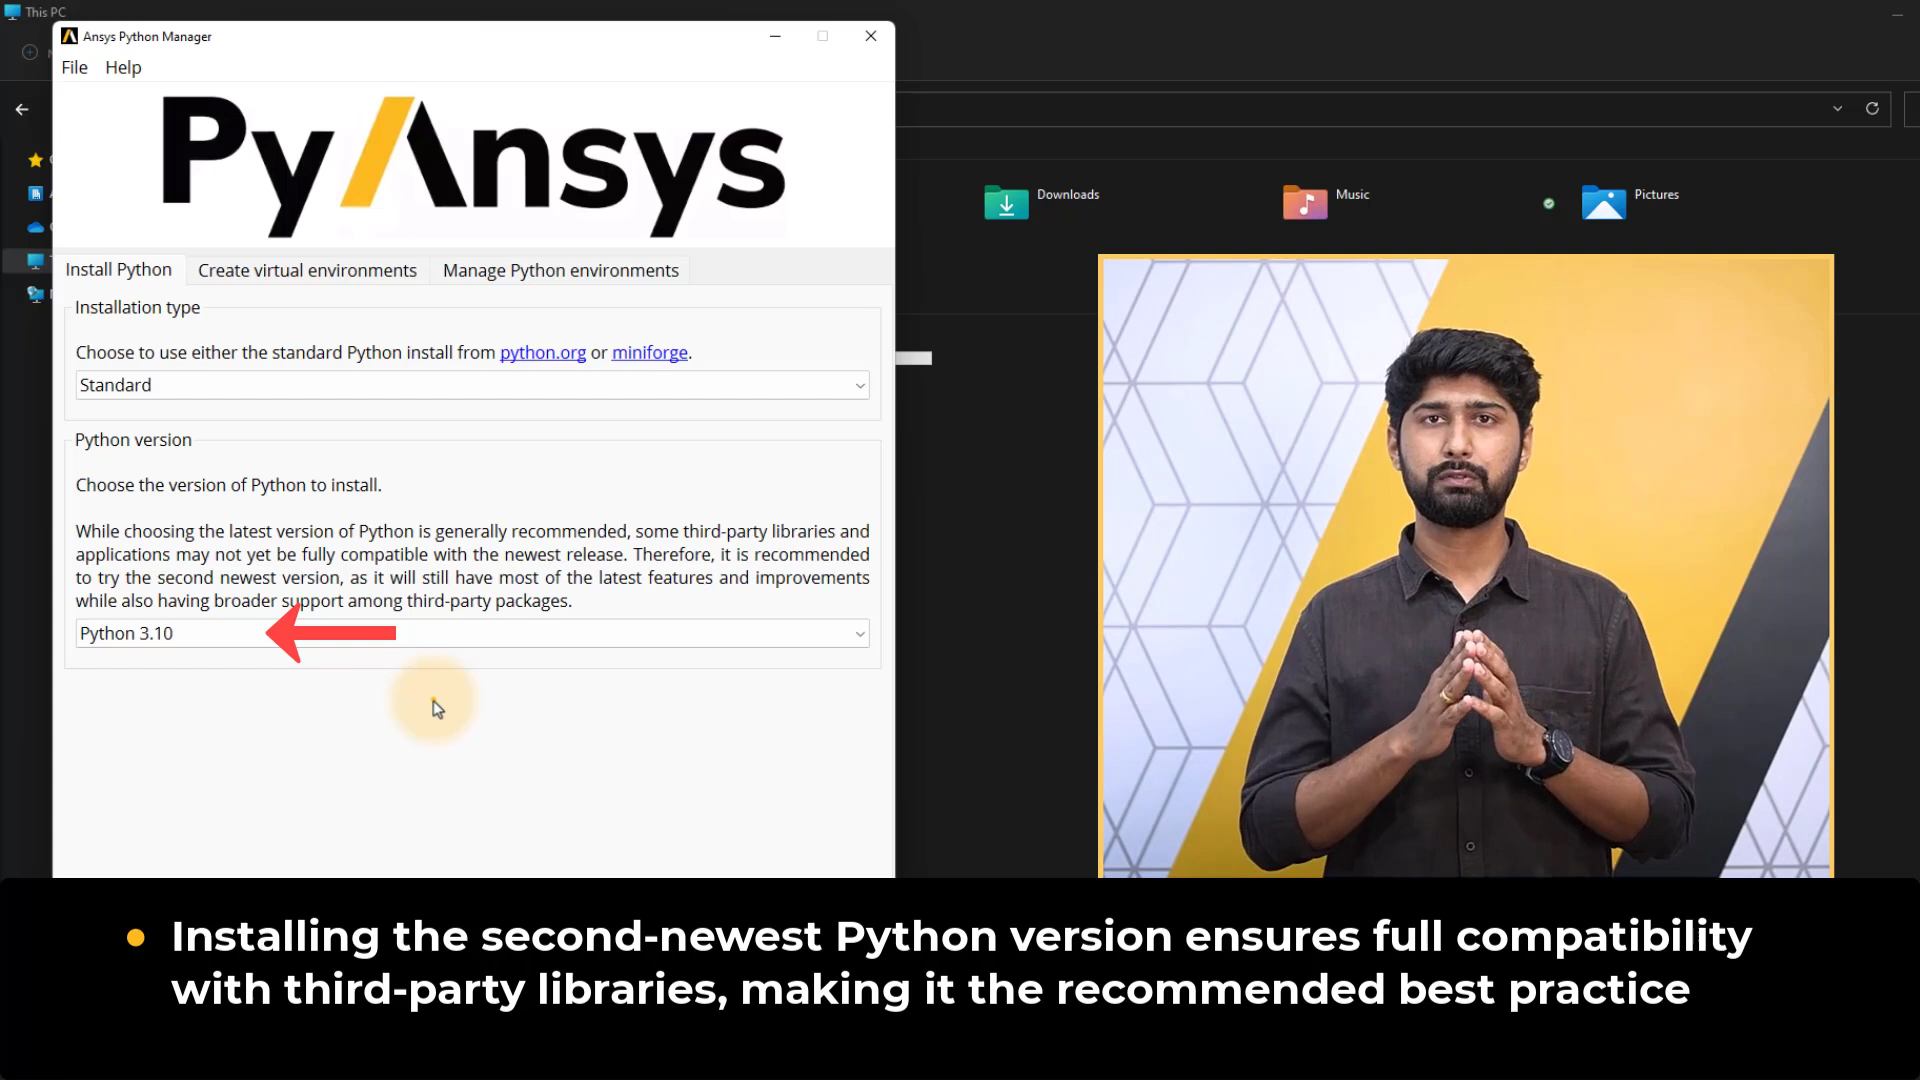 This PC
Ansys Python Manager
File Help
PyAnsys
Downloads
Music
Pictures
Install Python Create virtual environments Manage Python environments
Installation type
Choose to use either the standard Python install from python.org or miniforge.
Standard
Python version
Choose the version of Python to install.
While choosing the latest version of Python is generally recommended, some third-party libraries and
applications may not yet be fully compatible with the newest release. Therefore, it is recommended
to try the second newest version, as it will still have most of the latest features and improvements
while also having broader support among third-party packages.
Python 3.10
• Installing the second-newest Python version ensures full compatibility
with third-party libraries, making it the recommended best practice